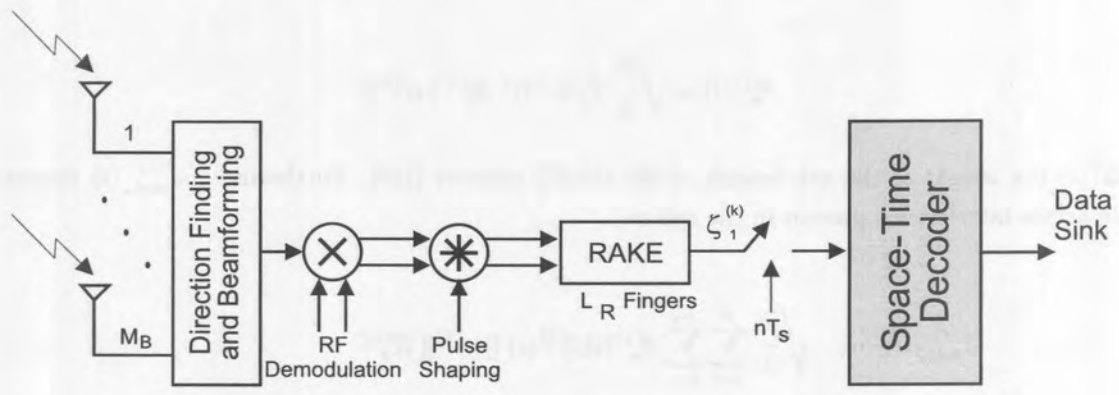 1
M_B
Direction Finding
and Beamforming
RF
Demodulation
Pulse
Shaping
RAKE
L_R Fingers
ζ_1^(k)
nT_s
Space-Time
Decoder
Data
Sink